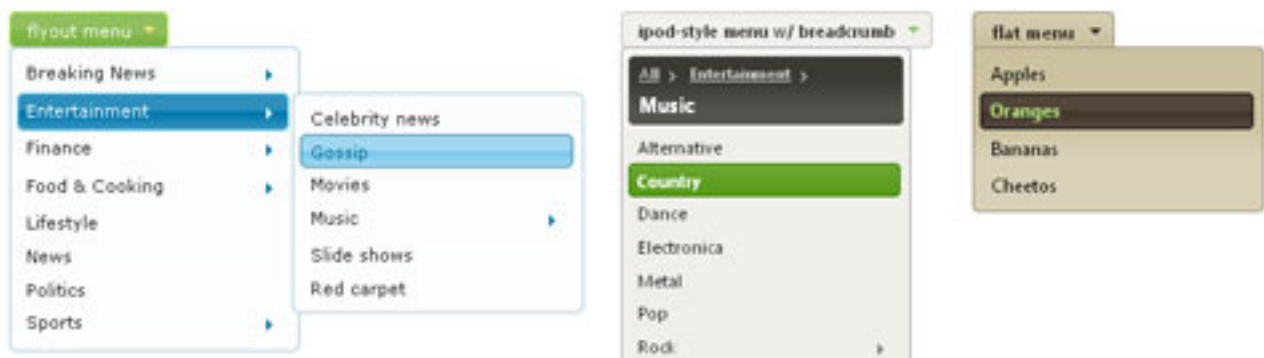 flyout menu
Breaking News
Entertainment
Finance
Food & Cooking
Lifestyle
News
Politics
Sports
Celebrity news
Gossip
Movies
Music
Slide shows
Red carpet
ipod-style menu w/ breadcrumb
All > Entertainment >
Music
Alternative
Country
Dance
Electronica
Metal
Pop
Rock
flat menu
Apples
Oranges
Bananas
Cheetos